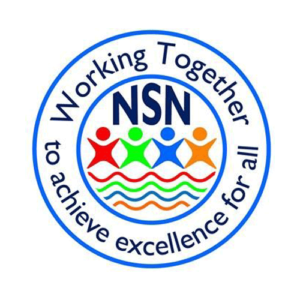 Working Together
NSN
to achieve excellence for all